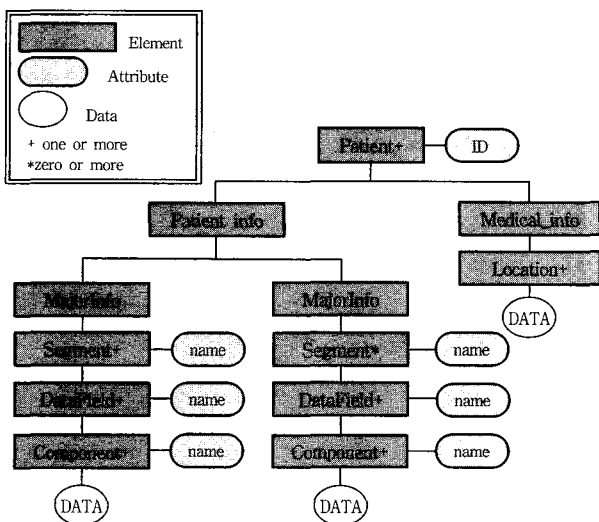 Element
Attribute
Data
+ one or more
*zero or more
Patient+
ID
Patient_info
Medical_info
Location+
DATA
MajorInfo
MajorInfo
Segment+
name
Segment*
name
DataField+
name
DataField+
name
Component+
name
Component+
name
DATA
DATA